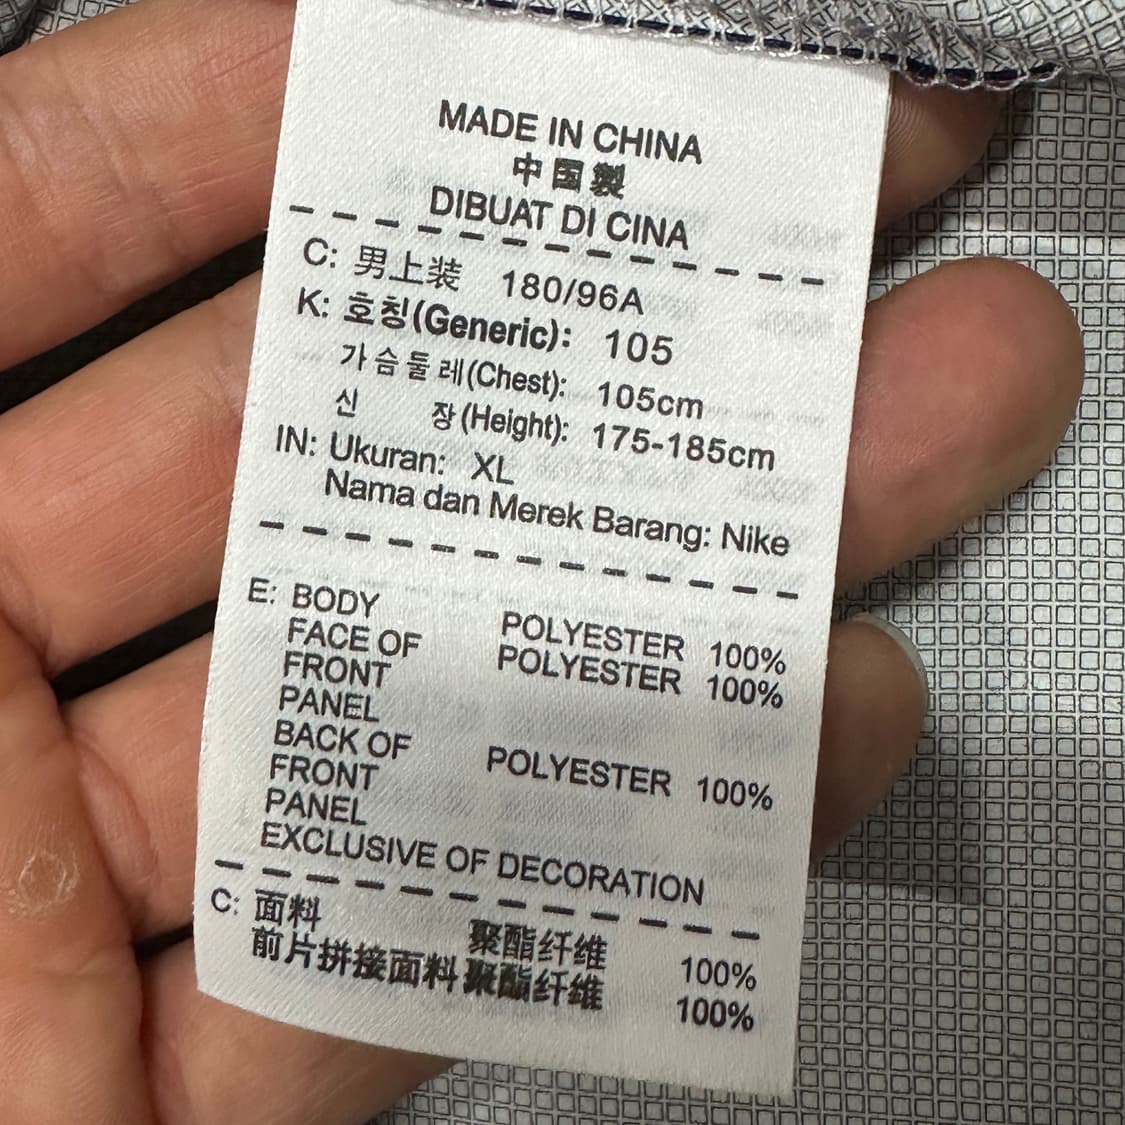 MADE IN CHINA
中国製
DIBUAT DI CINA
C: 男上装 180/96A
K: 호칭(Generic): 105
가슴둘레(Chest): 105cm
신 장(Height): 175-185cm
IN: Ukuran: XL
Nama dan Merek Barang: Nike
E: BODY POLYESTER 100%
FACE OF POLYESTER 100%
FRONT
PANEL
BACK OF POLYESTER 100%
FRONT
PANEL
EXCLUSIVE OF DECORATION
C: 面料 聚酯纤维 100%
前片拼接面料 聚酯纤维 100%